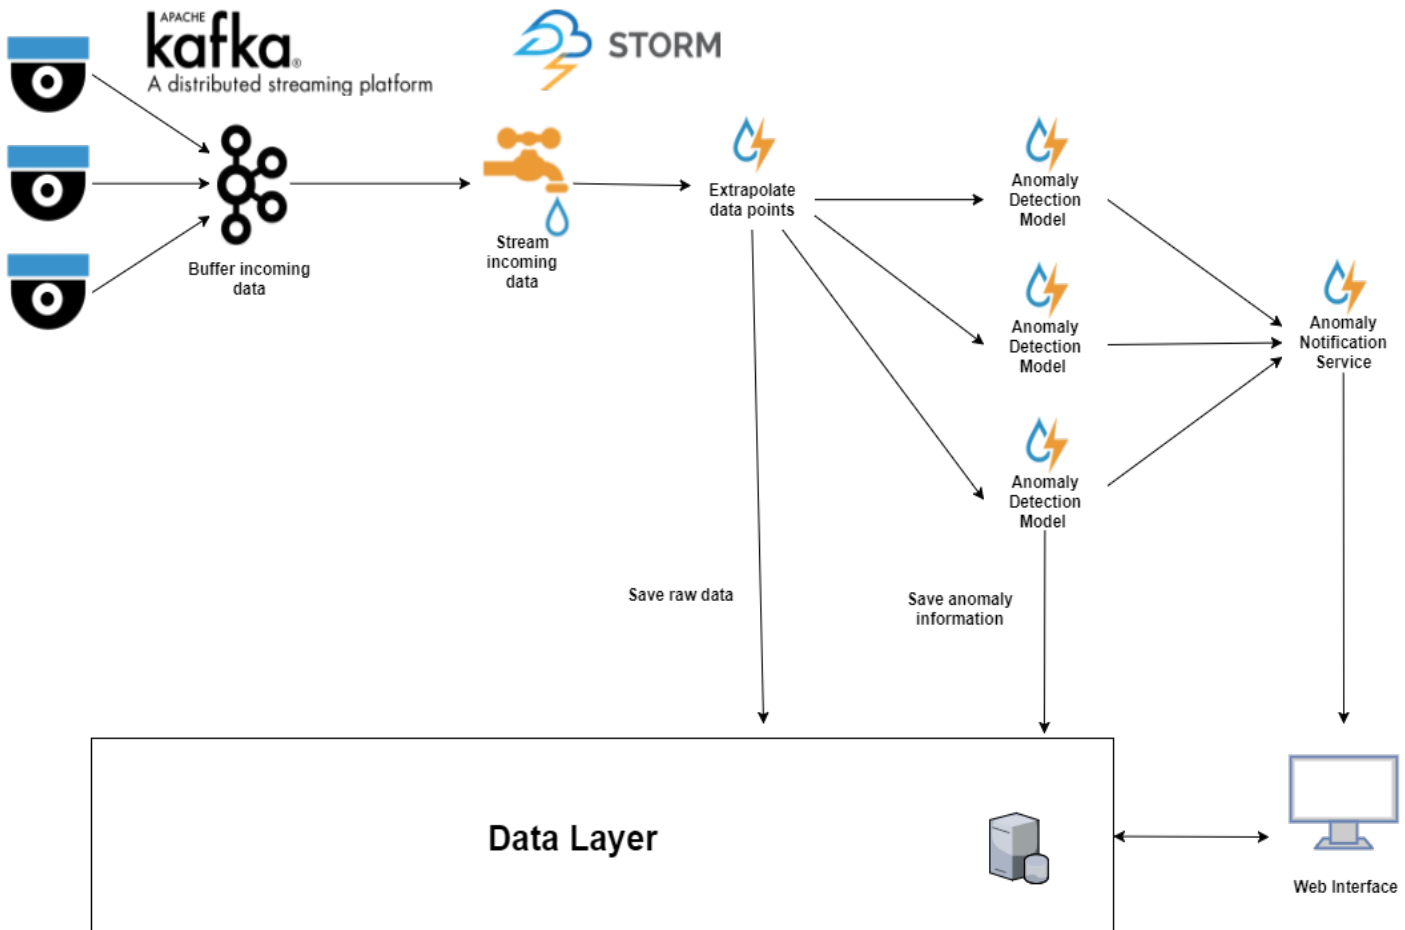 APACHE
kafka®
A distributed streaming platform
STORM
Buffer incoming
data
Stream
incoming
data
Extrapolate
data points
Anomaly
Detection
Model
Anomaly
Detection
Model
Anomaly
Detection
Model
Anomaly
Notification
Service
Save raw data
Save anomaly
information
Data Layer
Web Interface